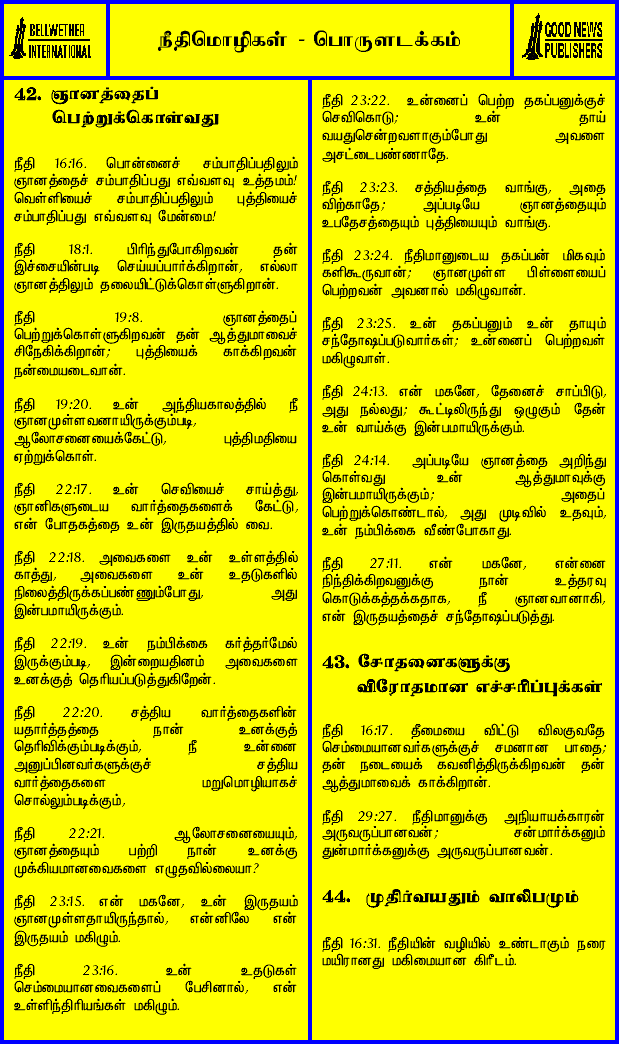 BELLWETHER
INTERNATIONAL
நீதிமொழிகள் - பொருளடக்கம்
GOOD NEWS
PUBLISHERS
42. ஞானத்தைப்
பெற்றுக்கொள்வது
நீதி 16:16. பொன்னைச் சம்பாதிப்பதிலும்
ஞானத்தைச் சம்பாதிப்பது எவ்வளவு உத்தமம்!
வெள்ளியைச் சம்பாதிப்பதிலும் புத்தியைச்
சம்பாதிப்பது எவ்வளவு மேன்மை!
நீதி 18:1. பிரிந்துபோகிறவன் தன்
இச்சையின்படி செய்யப்பார்க்கிறான், எல்லா
ஞானத்திலும் தலையிட்டுக்கொள்ளுகிறான்.
நீதி 19:8. ஞானத்தைப்
பெற்றுக்கொள்ளுகிறவன் தன் ஆத்துமாவைச்
சிநேகிக்கிறான்; புத்தியைக் காக்கிறவன்
நன்மையடைவான்.
நீதி 19:20. உன் அந்தியகாலத்தில் நீ
ஞானமுள்ளவனாயிருக்கும்படி,
ஆலோசனையைக்கேட்டு, புத்திமதியை
ஏற்றுக்கொள்.
நீதி 22:17. உன் செவியைச் சாய்த்து,
ஞானிகளுடைய வார்த்தைகளைக் கேட்டு,
என் போதகத்தை உன் இருதயத்தில் வை.
நீதி 22:18. அவைகளை உன் உள்ளத்தில்
காத்து, அவைகளை உன் உதடுகளில்
நிலைத்திருக்கப்பண்ணும்போது, அது
இன்பமாயிருக்கும்.
நீதி 22:19. உன் நம்பிக்கை கர்த்தர்மேல்
இருக்கும்படி, இன்றையதினம் அவைகளை
உனக்குத் தெரியப்படுத்துகிறேன்.
நீதி 22:20. சத்திய வார்த்தைகளின்
யதார்த்தத்தை நான் உனக்குத்
தெரிவிக்கும்படிக்கும், நீ உன்னை
அனுப்பினவர்களுக்குச் சத்திய
வார்த்தைகளை மறுமொழியாகச்
சொல்லும்படிக்கும்,
நீதி 22:21. ஆலோசனையையும்,
ஞானத்தையும் பற்றி நான் உனக்கு
முக்கியமானவைகளை எழுதவில்லையா?
நீதி 23:15. என் மகனே, உன் இருதயம்
ஞானமுள்ளதாயிருந்தால், என்னிலே என்
இருதயம் மகிழும்.
நீதி 23:16. உன் உதடுகள்
செம்மையானவைகளைப் பேசினால், என்
உள்ளிந்திரியங்கள் மகிழும்.
நீதி 23:22. உன்னைப் பெற்ற தகப்பனுக்குச்
செவிகொடு; உன் தாய்
வயதுசென்றவளாகும்போது அவளை
அசட்டைபண்ணாதே.
நீதி 23:23. சத்தியத்தை வாங்கு, அதை
விற்காதே; அப்படியே ஞானத்தையும்
உபதேசத்தையும் புத்தியையும் வாங்கு.
நீதி 23:24. நீதிமானுடைய தகப்பன் மிகவும்
களிகூருவான்; ஞானமுள்ள பிள்ளையைப்
பெற்றவன் அவனால் மகிழுவான்.
நீதி 23:25. உன் தகப்பனும் உன் தாயும்
சந்தோஷப்படுவார்கள்; உன்னைப் பெற்றவள்
மகிழுவாள்.
நீதி 24:13. என் மகனே, தேனைச் சாப்பிடு,
அது நல்லது; கூட்டிலிருந்து ஒழுகும் தேன்
உன் வாய்க்கு இன்பமாயிருக்கும்.
நீதி 24:14. அப்படியே ஞானத்தை அறிந்து
கொள்வது உன் ஆத்துமாவுக்கு
இன்பமாயிருக்கும்; அதைப்
பெற்றுக்கொண்டால், அது முடிவில் உதவும்,
உன் நம்பிக்கை வீண்போகாது.
நீதி 27:11. என் மகனே, என்னை
நிந்திக்கிறவனுக்கு நான் உத்தரவு
கொடுக்கத்தக்கதாக, நீ ஞானவானாகி,
என் இருதயத்தைச் சந்தோஷப்படுத்து.
43. சோதனைகளுக்கு
விரோதமான எச்சரிப்புக்கள்
நீதி 16:17. தீமையை விட்டு விலகுவதே
செம்மையானவர்களுக்குச் சமனான பாதை;
தன் நடையைக் கவனித்திருக்கிறவன் தன்
ஆத்துமாவைக் காக்கிறான்.
நீதி 29:27. நீதிமானுக்கு அநியாயக்காரன்
அருவருப்பானவன்; சன்மார்க்கனும்
துன்மார்க்கனுக்கு அருவருப்பானவன்.
44. முதிர்வயதும் வாலிபமும்
நீதி 16:31. நீதியின் வழியில் உண்டாகும் நரை
மயிரானது மகிமையான கிரீடம்.